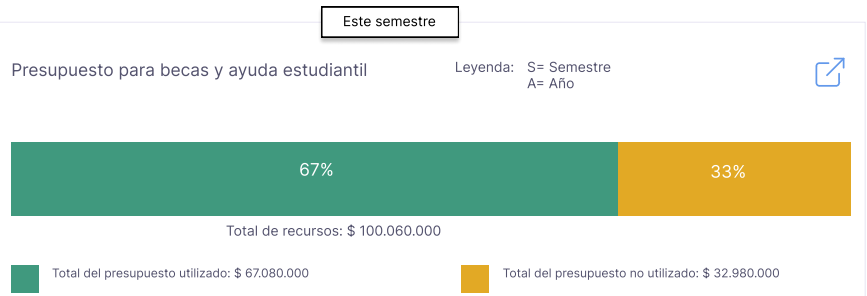 Este semestre
Presupuesto para becas y ayuda estudiantil
Leyenda: S= Semestre
A= Año
67%
33%
Total de recursos: $ 100.060.000
Total del presupuesto utilizado: $ 67.080.000
Total del presupuesto no utilizado: $ 32.980.000